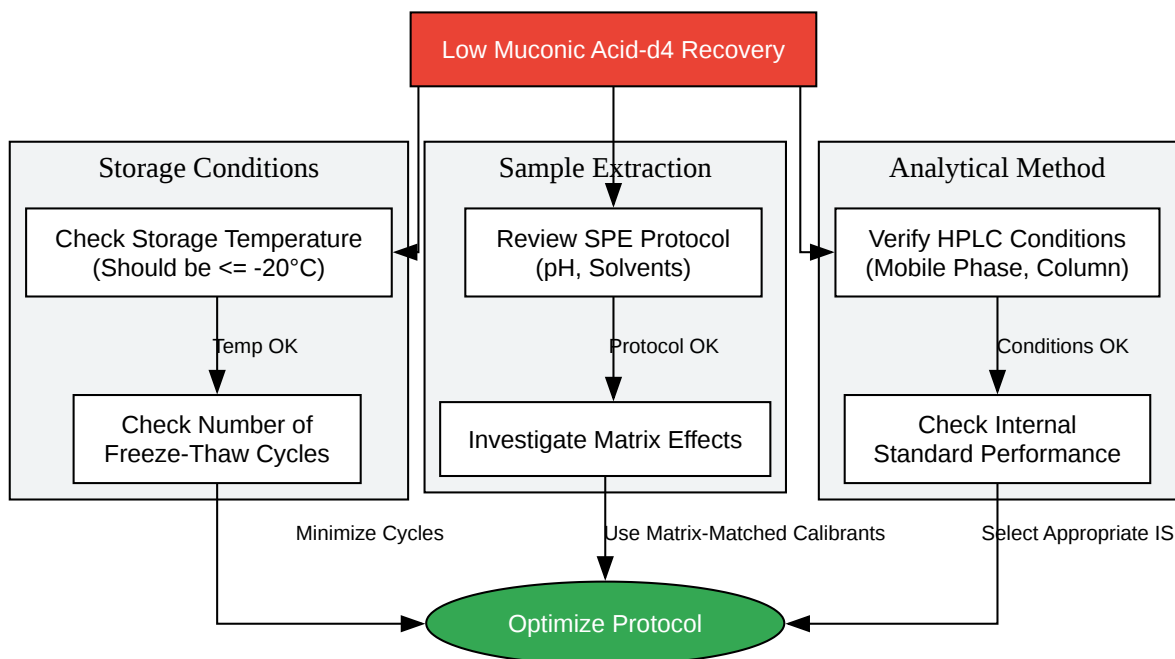 Low Muconic Acid-d4 Recovery
Storage Conditions
Sample Extraction
Analytical Method
Check Storage Temperature
(Should be <= -20°C)
Review SPE Protocol
(pH, Solvents)
Verify HPLC Conditions
(Mobile Phase, Column)
Temp OK
Protocol OK
Conditions OK
Check Number of
Freeze-Thaw Cycles
Investigate Matrix Effects
Check Internal
Standard Performance
Minimize Cycles
Use Matrix-Matched Calibrants
Select Appropriate IS
Optimize Protocol